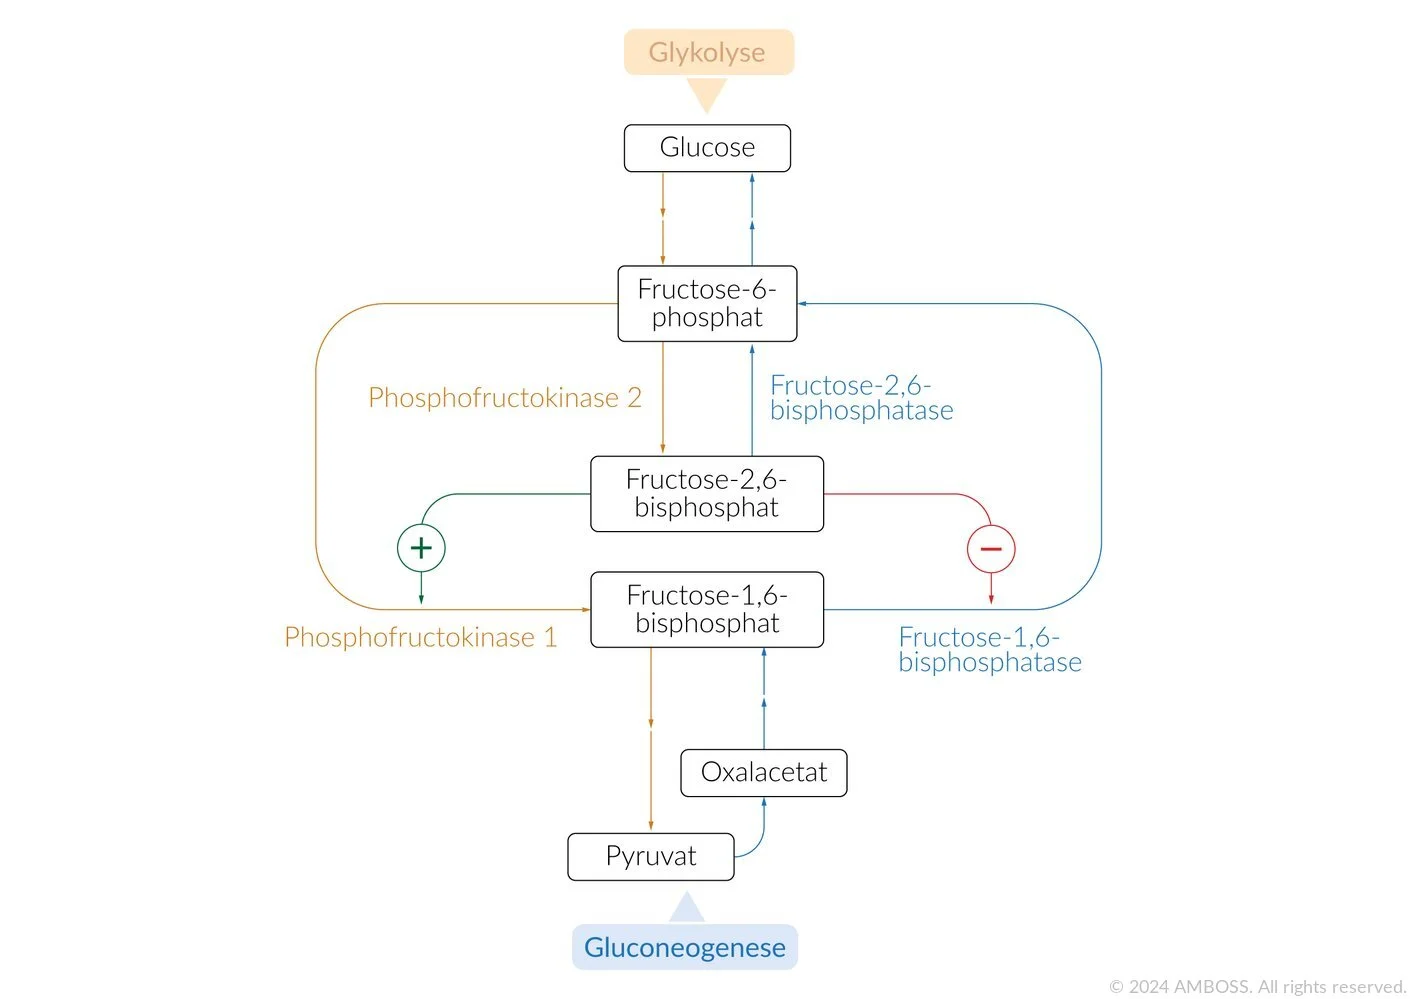 Glykolyse
Glucose
Fructose-6-
phosphat
Phosphofructokinase 2
Fructose-2,6-
bisphosphatase
Fructose-2,6-
bisphosphat
+
−
Fructose-1,6-
bisphosphat
Phosphofructokinase 1
Fructose-1,6-
bisphosphatase
Oxalacetat
Pyruvat
Gluconeogenese
© 2024 AMBOSS. All rights reserved.